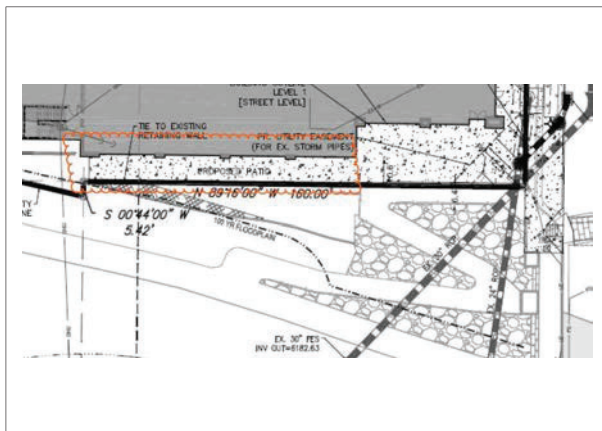 LEVEL 1
[STREET LEVEL]
TIE TO EXISTING
RETAINING WALL
PVC UTILITY EASEMENT
(FOR EX. STORM PIPES)
PROPOSED PATIO
N 89°16'00" W 160.00'
S 00°44'00" W
5.42'
100 YR FLOODPLAIN
EX. 30" FES
INV OUT=6182.63